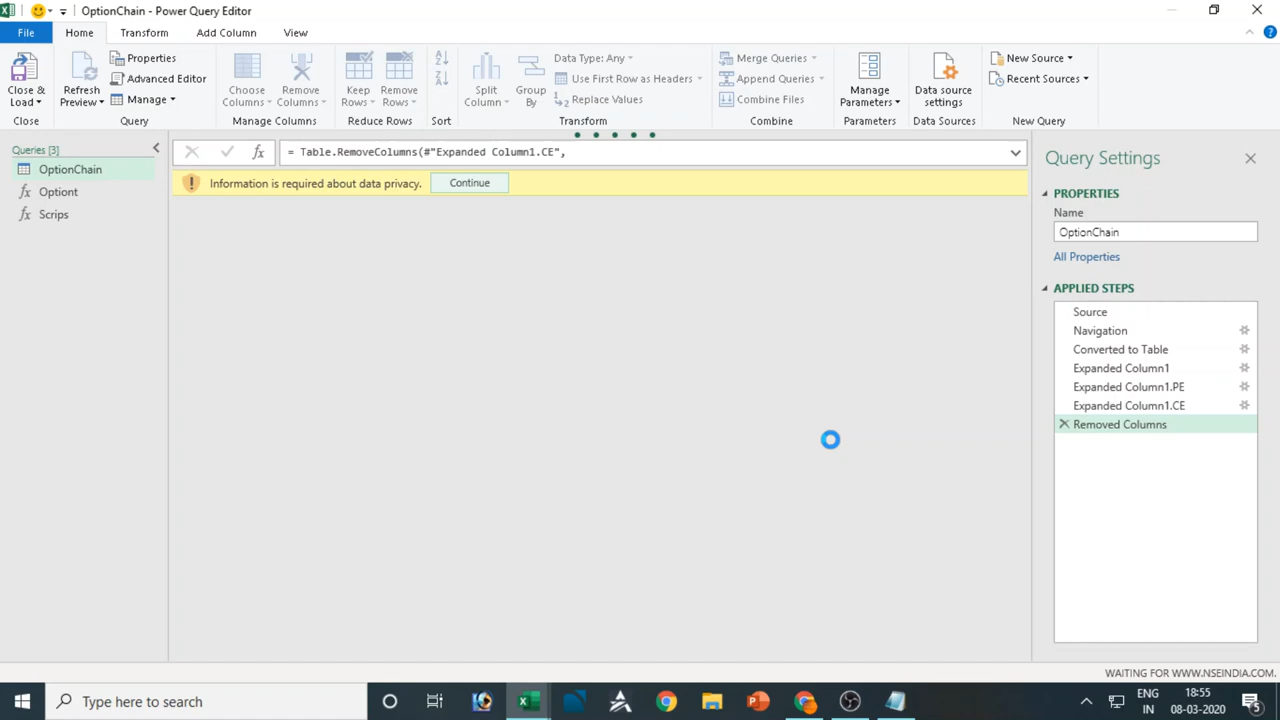 OptionChain - Power Query Editor
File Home Transform Add Column View
Close & Load
Close
Refresh Preview
Properties
Advanced Editor
Manage
Query
Choose Columns
Remove Columns
Manage Columns
Keep Rows
Remove Rows
Reduce Rows
Sort
Split Column
Group By
Data Type: Any
Use First Row as Headers
Replace Values
Transform
Merge Queries
Append Queries
Combine Files
Combine
Manage Parameters
Parameters
Data source settings
Data Sources
New Source
Recent Sources
New Query
Queries [3]
OptionChain
Optiont
Scrips
= Table.RemoveColumns(#"Expanded Column1.CE",
Information is required about data privacy. Continue
Query Settings
PROPERTIES
Name
OptionChain
All Properties
APPLIED STEPS
Source
Navigation
Converted to Table
Expanded Column1
Expanded Column1.PE
Expanded Column1.CE
Removed Columns
WAITING FOR WWW.NSEINDIA.COM
Type here to search
ENG
IN
18:55
08-03-2020
5